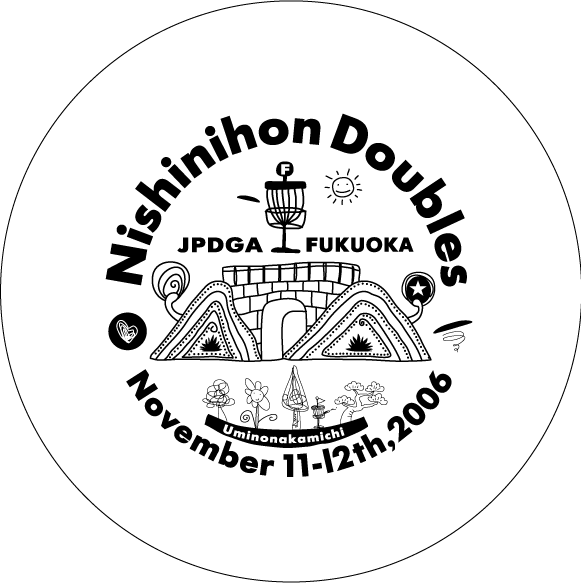 Nishinihon Doubles
F
JPDGA FUKUOKA
Uminonakamichi
November 11-12th,2006